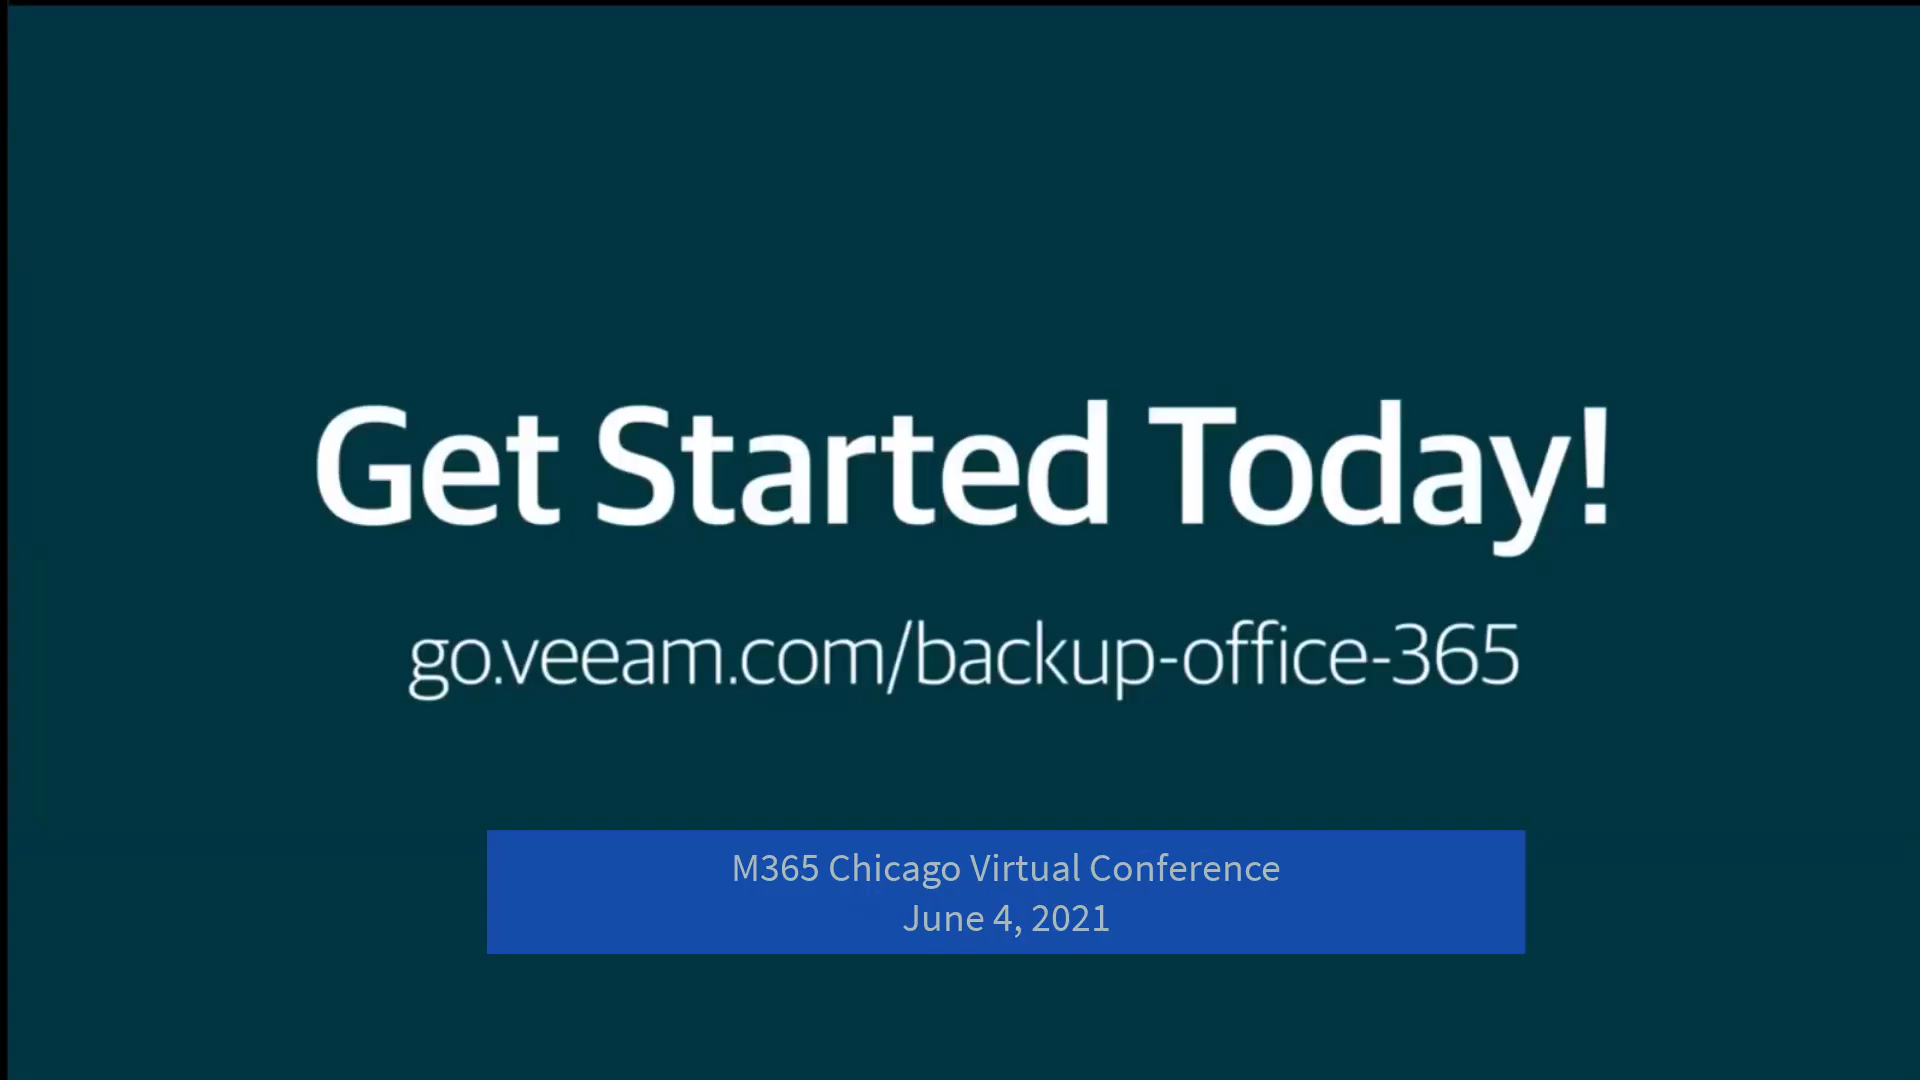 Get Started Today!
go.veeam.com/backup-office-365
M365 Chicago Virtual Conference
June 4, 2021